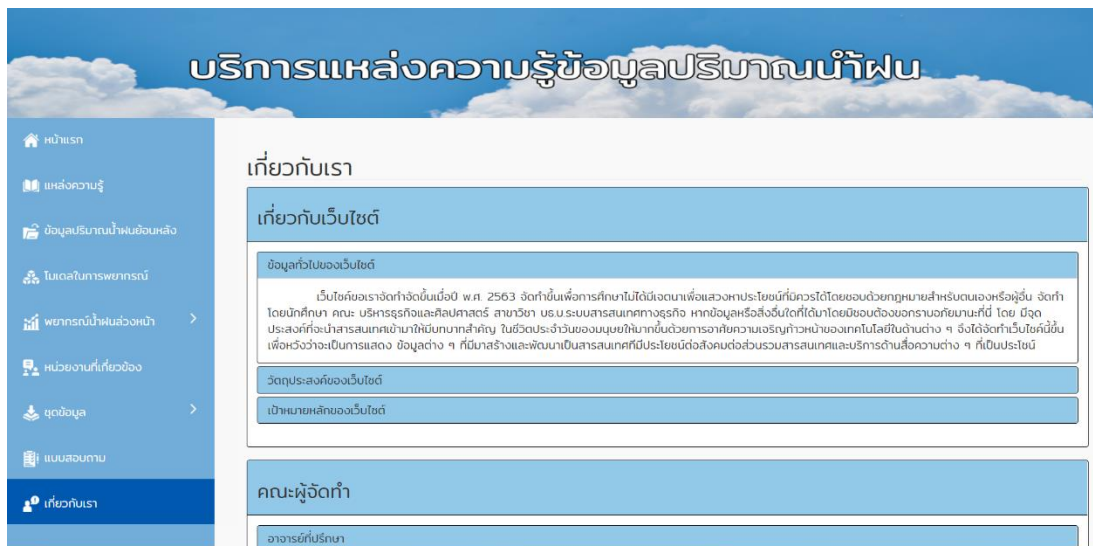 บริการแหล่งความรู้ข้อมูลปริมาณน้ำฝน
หน้าแรก
แหล่งความรู้
ข้อมูลปริมาณน้ำฝนย้อนหลัง
โมเดลในการพยากรณ์
พยากรณ์น้ำฝนล่วงหน้า
หน่วยงานที่เกี่ยวข้อง
ชุดข้อมูล
แบบสอบถาม
เกี่ยวกับเรา
เกี่ยวกับเรา
เกี่ยวกับเว็บไซต์
ข้อมูลทั่วไปของเว็บไซต์
เว็บไซค์ขอเราจัดทำจัดขึ้นเมื่อปี พ.ศ. 2563 จัดทำขึ้นเพื่อการศึกษาไม่ได้มีเจตนาเพื่อแสวงหาประโยชน์ที่มิควรได้โดยชอบด้วยกฎหมายสำหรับตนเองหรือผู้อื่น จัดทำ
โดยนักศึกษา คณะ บริหารธุรกิจและศิลปศาสตร์ สาขาวิชา บธ.บ.ระบบสารสนเทศทางธุรกิจ หากข้อมูลหรือสิ่งอื่นใดที่ได้มาโดยมิชอบต้องขอกราบอภัยมานะที่นี่ โดย มีจุด
ประสงค์ที่จะนำสารสนเทศเข้ามาให้มีบทบาทสำคัญ ในชีวิตประจำวันของมนุษย์ให้มากขึ้นด้วยการอาศัยความเจริญก้าวหน้าของเทคโนโลยีในด้านต่าง ๆ จึงได้จัดทำเว็บไซค์นี้ขึ้น
เพื่อหวังว่าจะเป็นการแสดง ข้อมูลต่าง ๆ ที่มีมาสร้างและพัฒนาเป็นสารสนเทศที่มีประโยชน์ต่อสังคมต่อส่วนรวมสารสนเทศและบริการด้านสื่อความต่าง ๆ ที่เป็นประโยชน์
วัตถุประสงค์ของเว็บไซต์
เป้าหมายหลักของเว็บไซต์
คณะผู้จัดทำ
อาจารย์ที่ปรึกษา